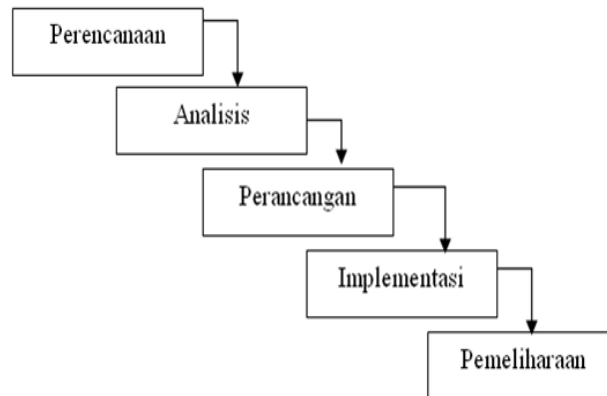 Perencanaan
Analisis
Perancangan
Implementasi
Pemeliharaan